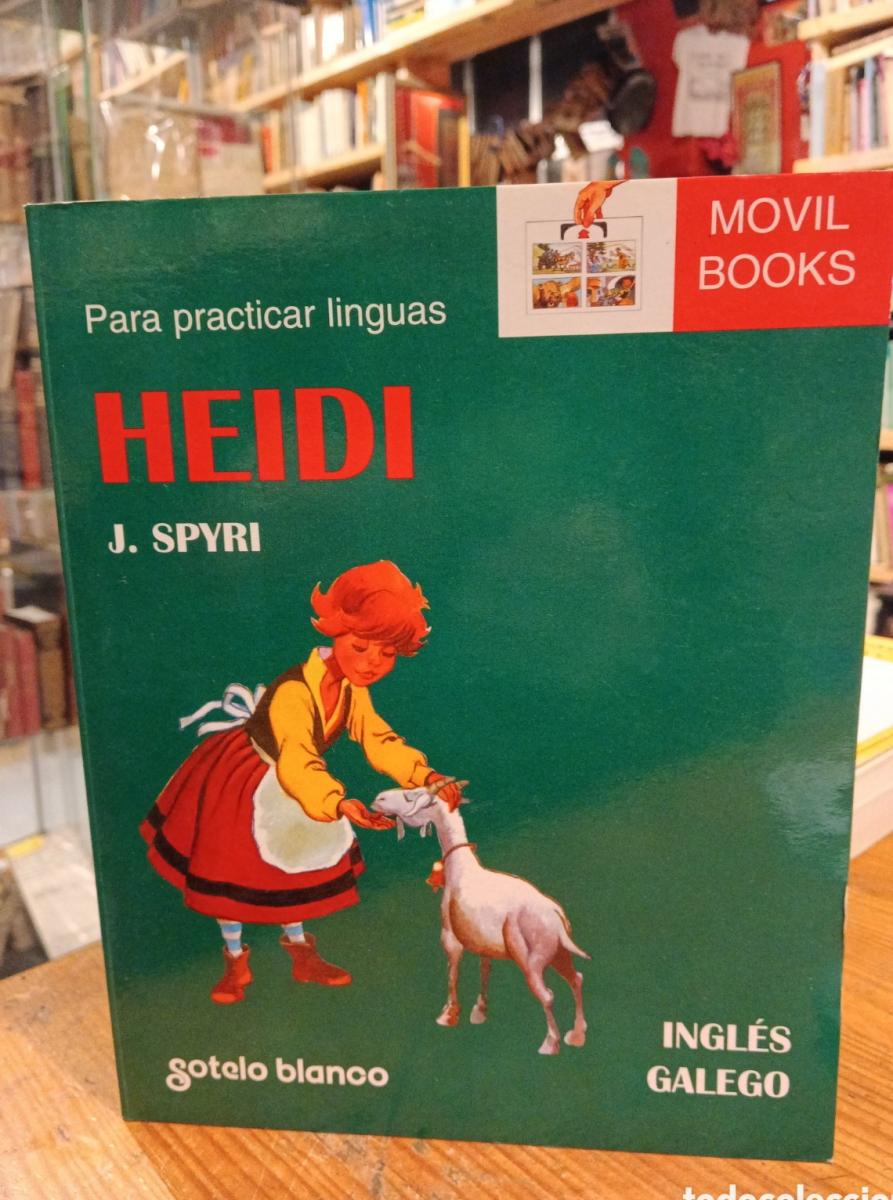 MOVIL
BOOKS
Para practicar linguas
HEIDI
J. SPYRI
INGLÉS
GALEGO
sotelo blanco